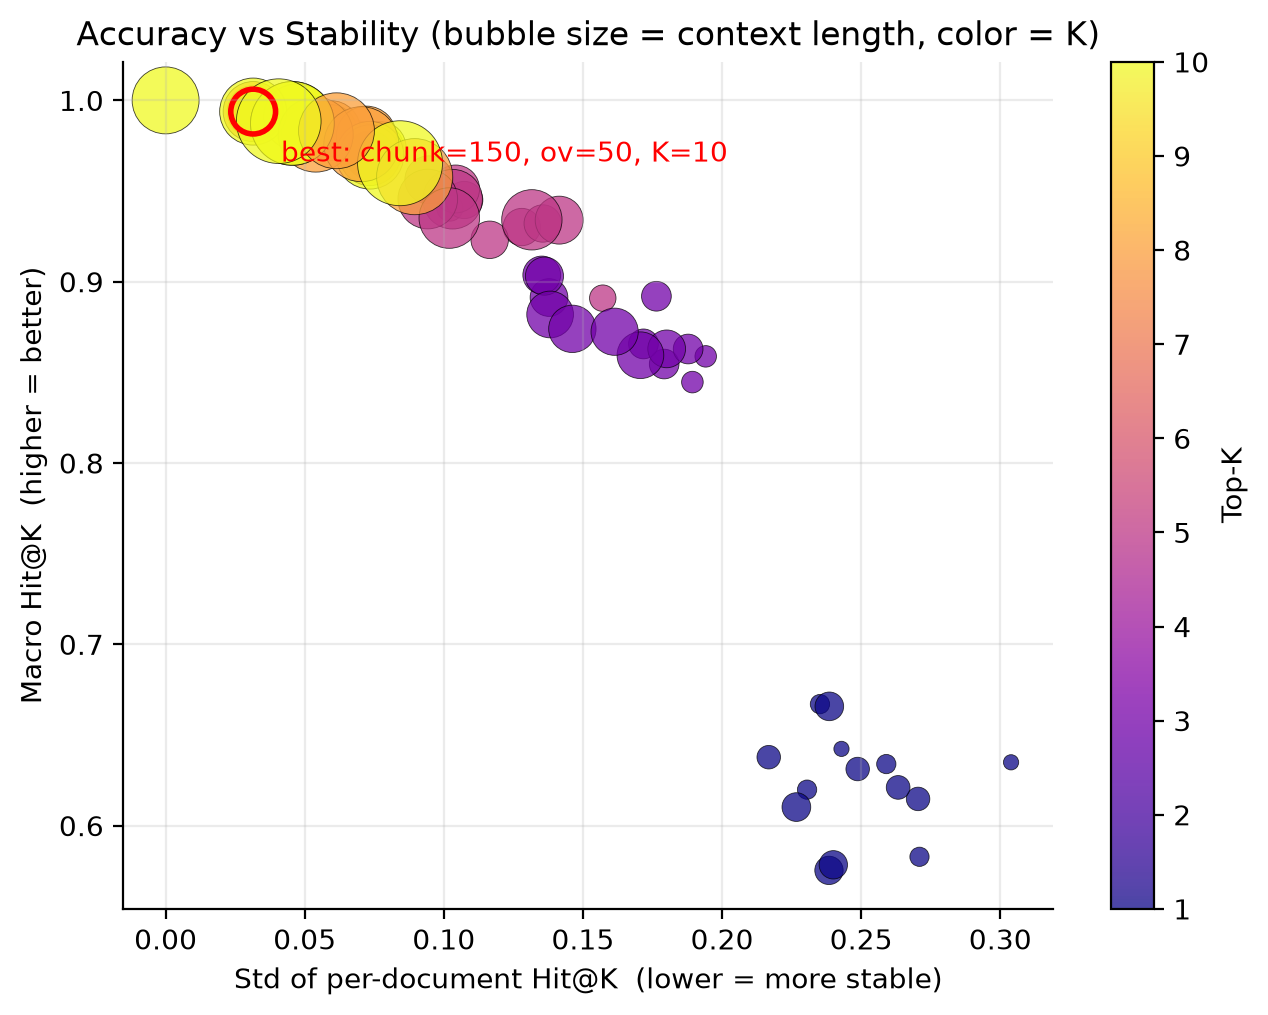 Accuracy vs Stability (bubble size = context length, color = K)
best: chunk=150, ov=50, K=10
Macro Hit@K  (higher = better)
1.0
0.9
0.8
0.7
0.6
0.00 0.05 0.10 0.15 0.20 0.25 0.30
Std of per-document Hit@K  (lower = more stable)
10
9
8
7
6
5
4
3
2
1
Top-K